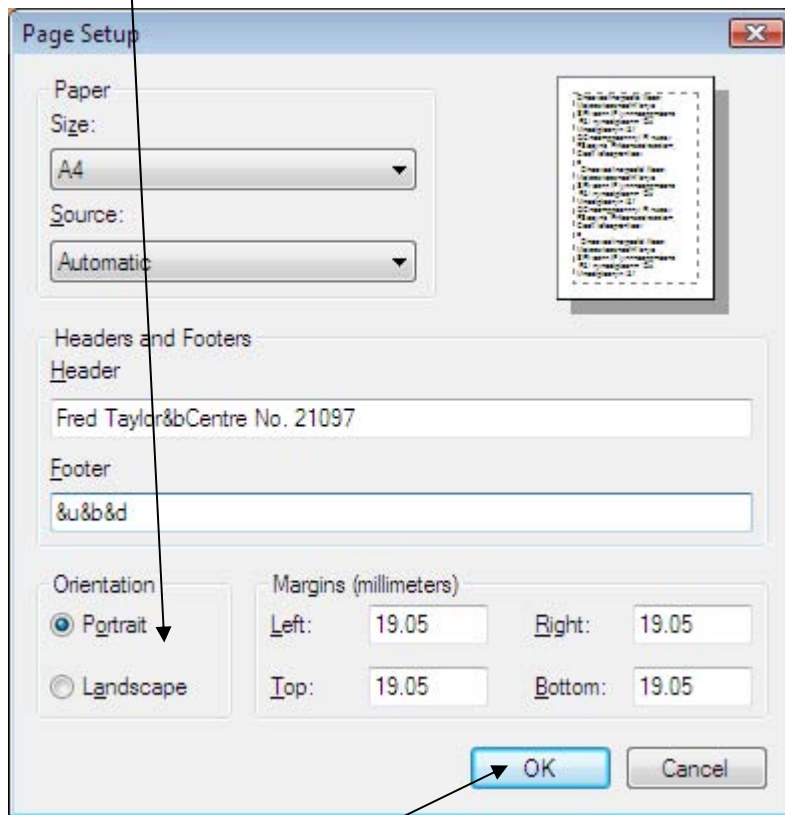 Page Setup
Paper
Size:
A4
Source:
Automatic
Headers and Footers
Header
Fred Taylor&bCentre No. 21097
Footer
&u&b&d
Orientation
Portrait
Landscape
Margins (millimeters)
Left: 19.05 Right: 19.05
Top: 19.05 Bottom: 19.05
OK Cancel